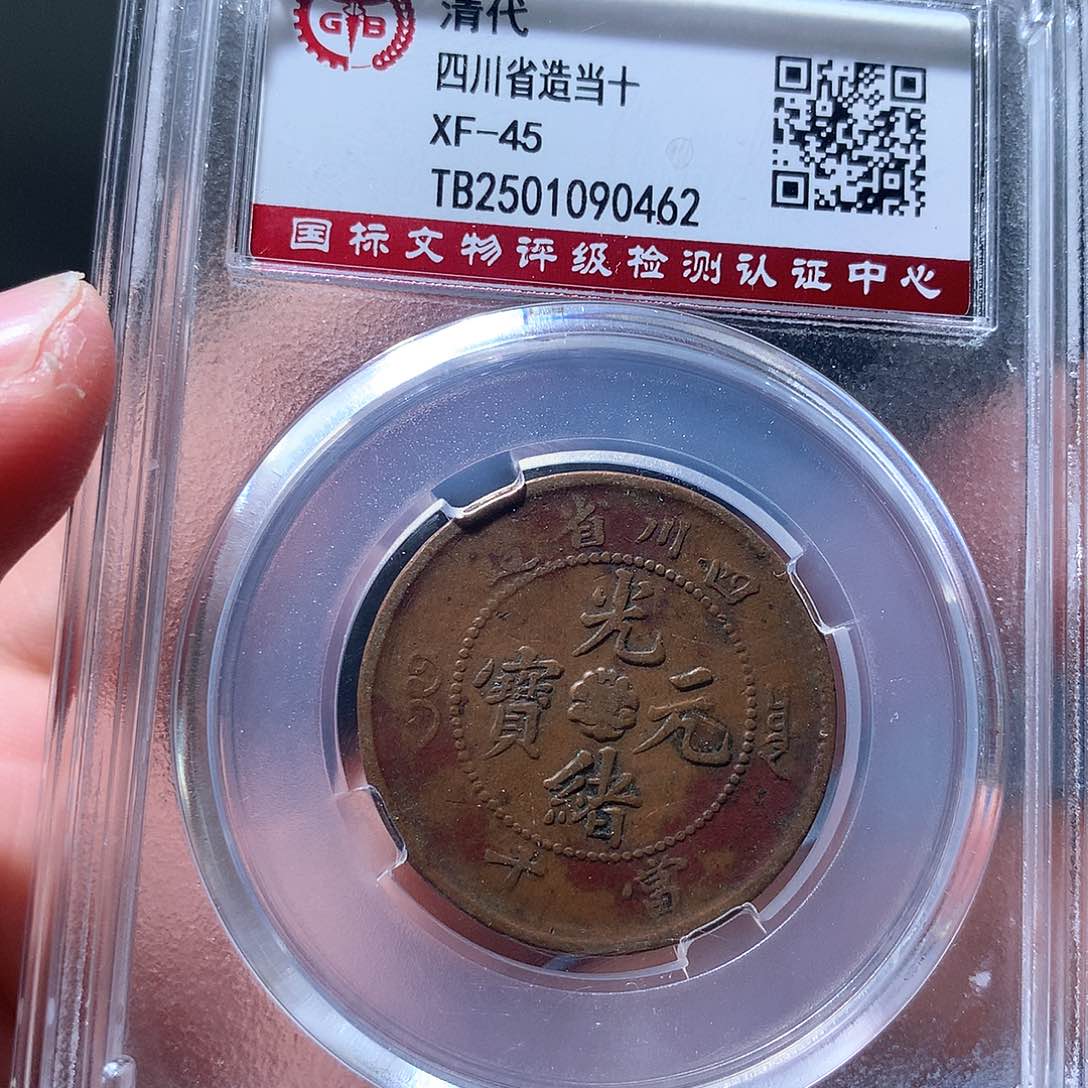 GB
清代
四川省造当十
XF-45
TB2501090462
国标文物评级检测认证中心
四川省造
光緒元寶
當十